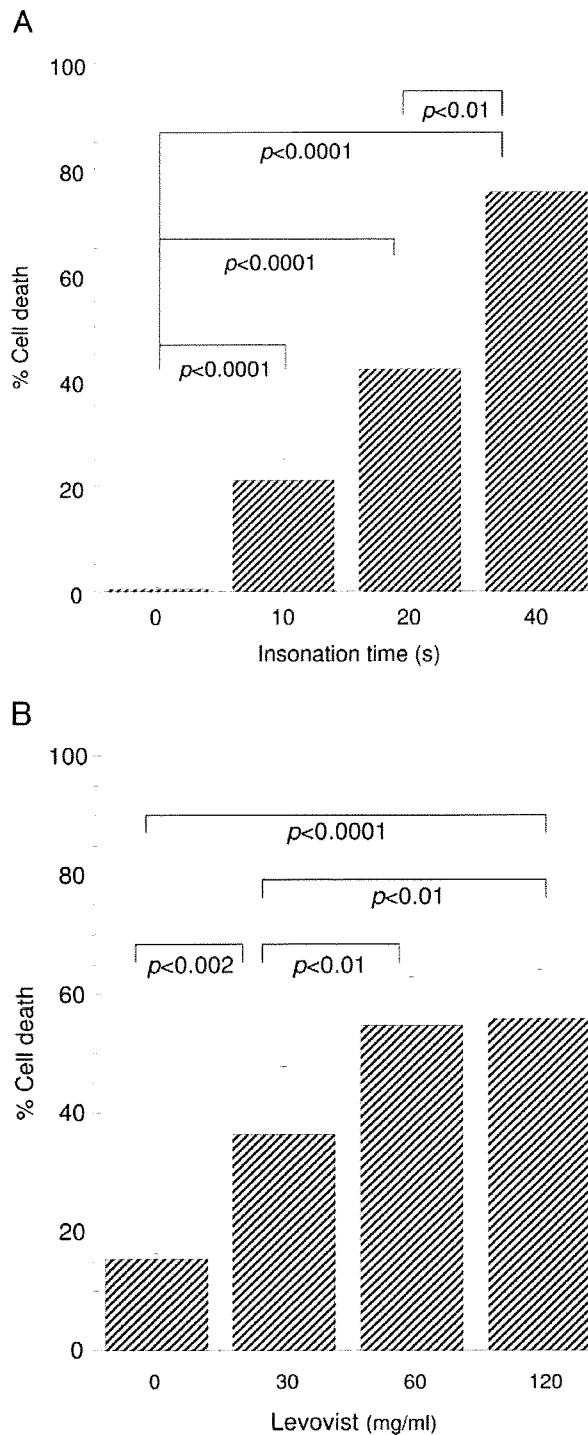 A
100
80
60
40
20
0
% Cell death
p<0.01
p<0.0001
p<0.0001
p<0.0001
0 10 20 40
Insonation time (s)
B
100
80
60
40
20
0
% Cell death
p<0.0001
p<0.01
p<0.002 p<0.01
0 30 60 120
Levovist (mg/ml)